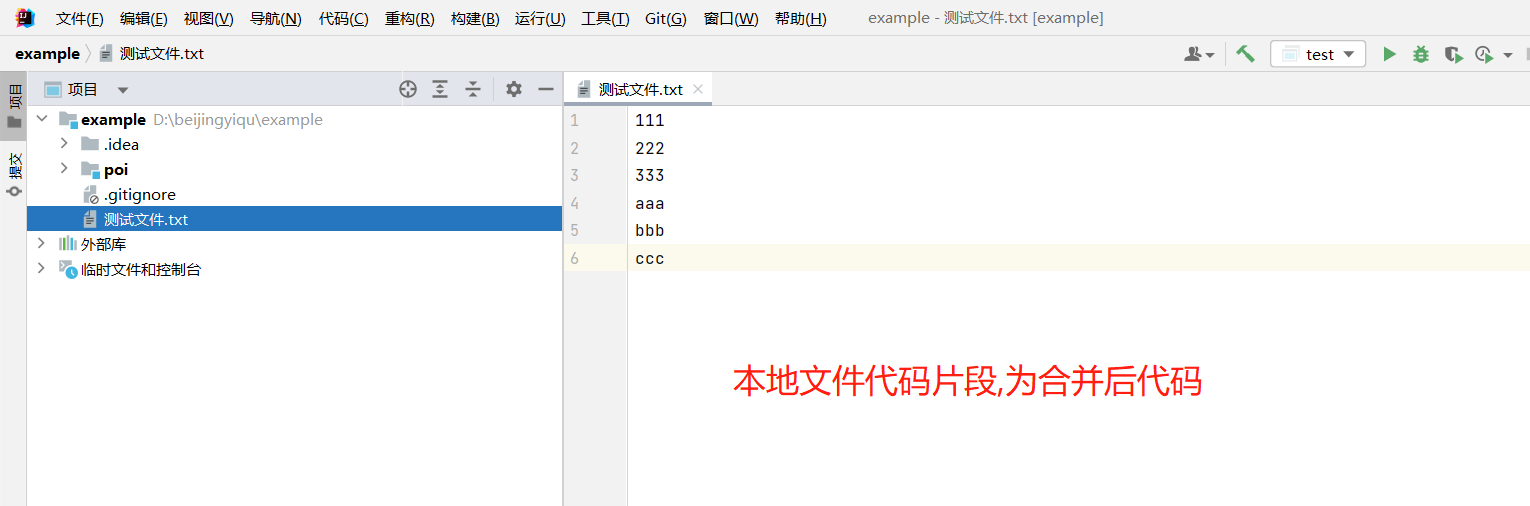 文件(F) 编辑(E) 视图(V) 导航(N) 代码(C) 重构(R) 构建(B) 运行(U) 工具(T) Git(G) 窗口(W) 帮助(H) example - 测试文件.txt [example]
example 测试文件.txt test
项目
提交
项目
测试文件.txt
example D:\beijingyiqu\example
.idea
poi
.gitignore
测试文件.txt
外部库
临时文件和控制台
1 111
2 222
3 333
4 aaa
5 bbb
6 ccc
本地文件代码片段,为合并后代码